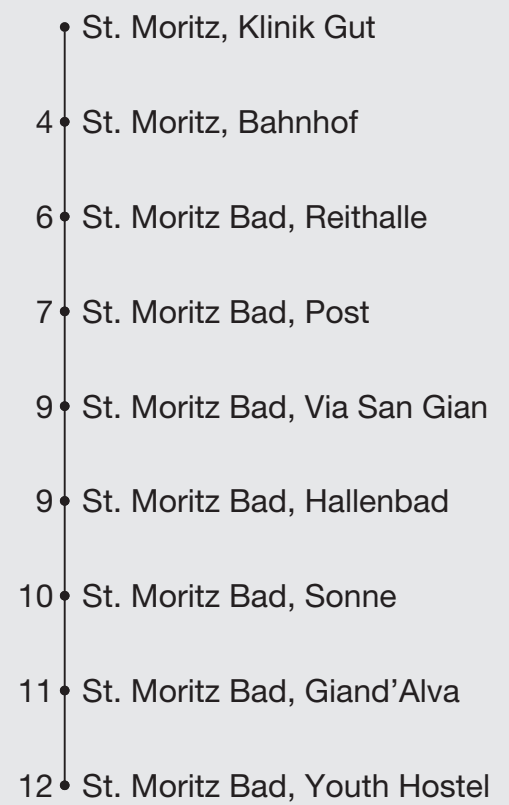 St. Moritz, Klinik Gut
4 St. Moritz, Bahnhof
6 St. Moritz Bad, Reithalle
7 St. Moritz Bad, Post
9 St. Moritz Bad, Via San Gian
9 St. Moritz Bad, Hallenbad
10 St. Moritz Bad, Sonne
11 St. Moritz Bad, Giand’Alva
12 St. Moritz Bad, Youth Hostel